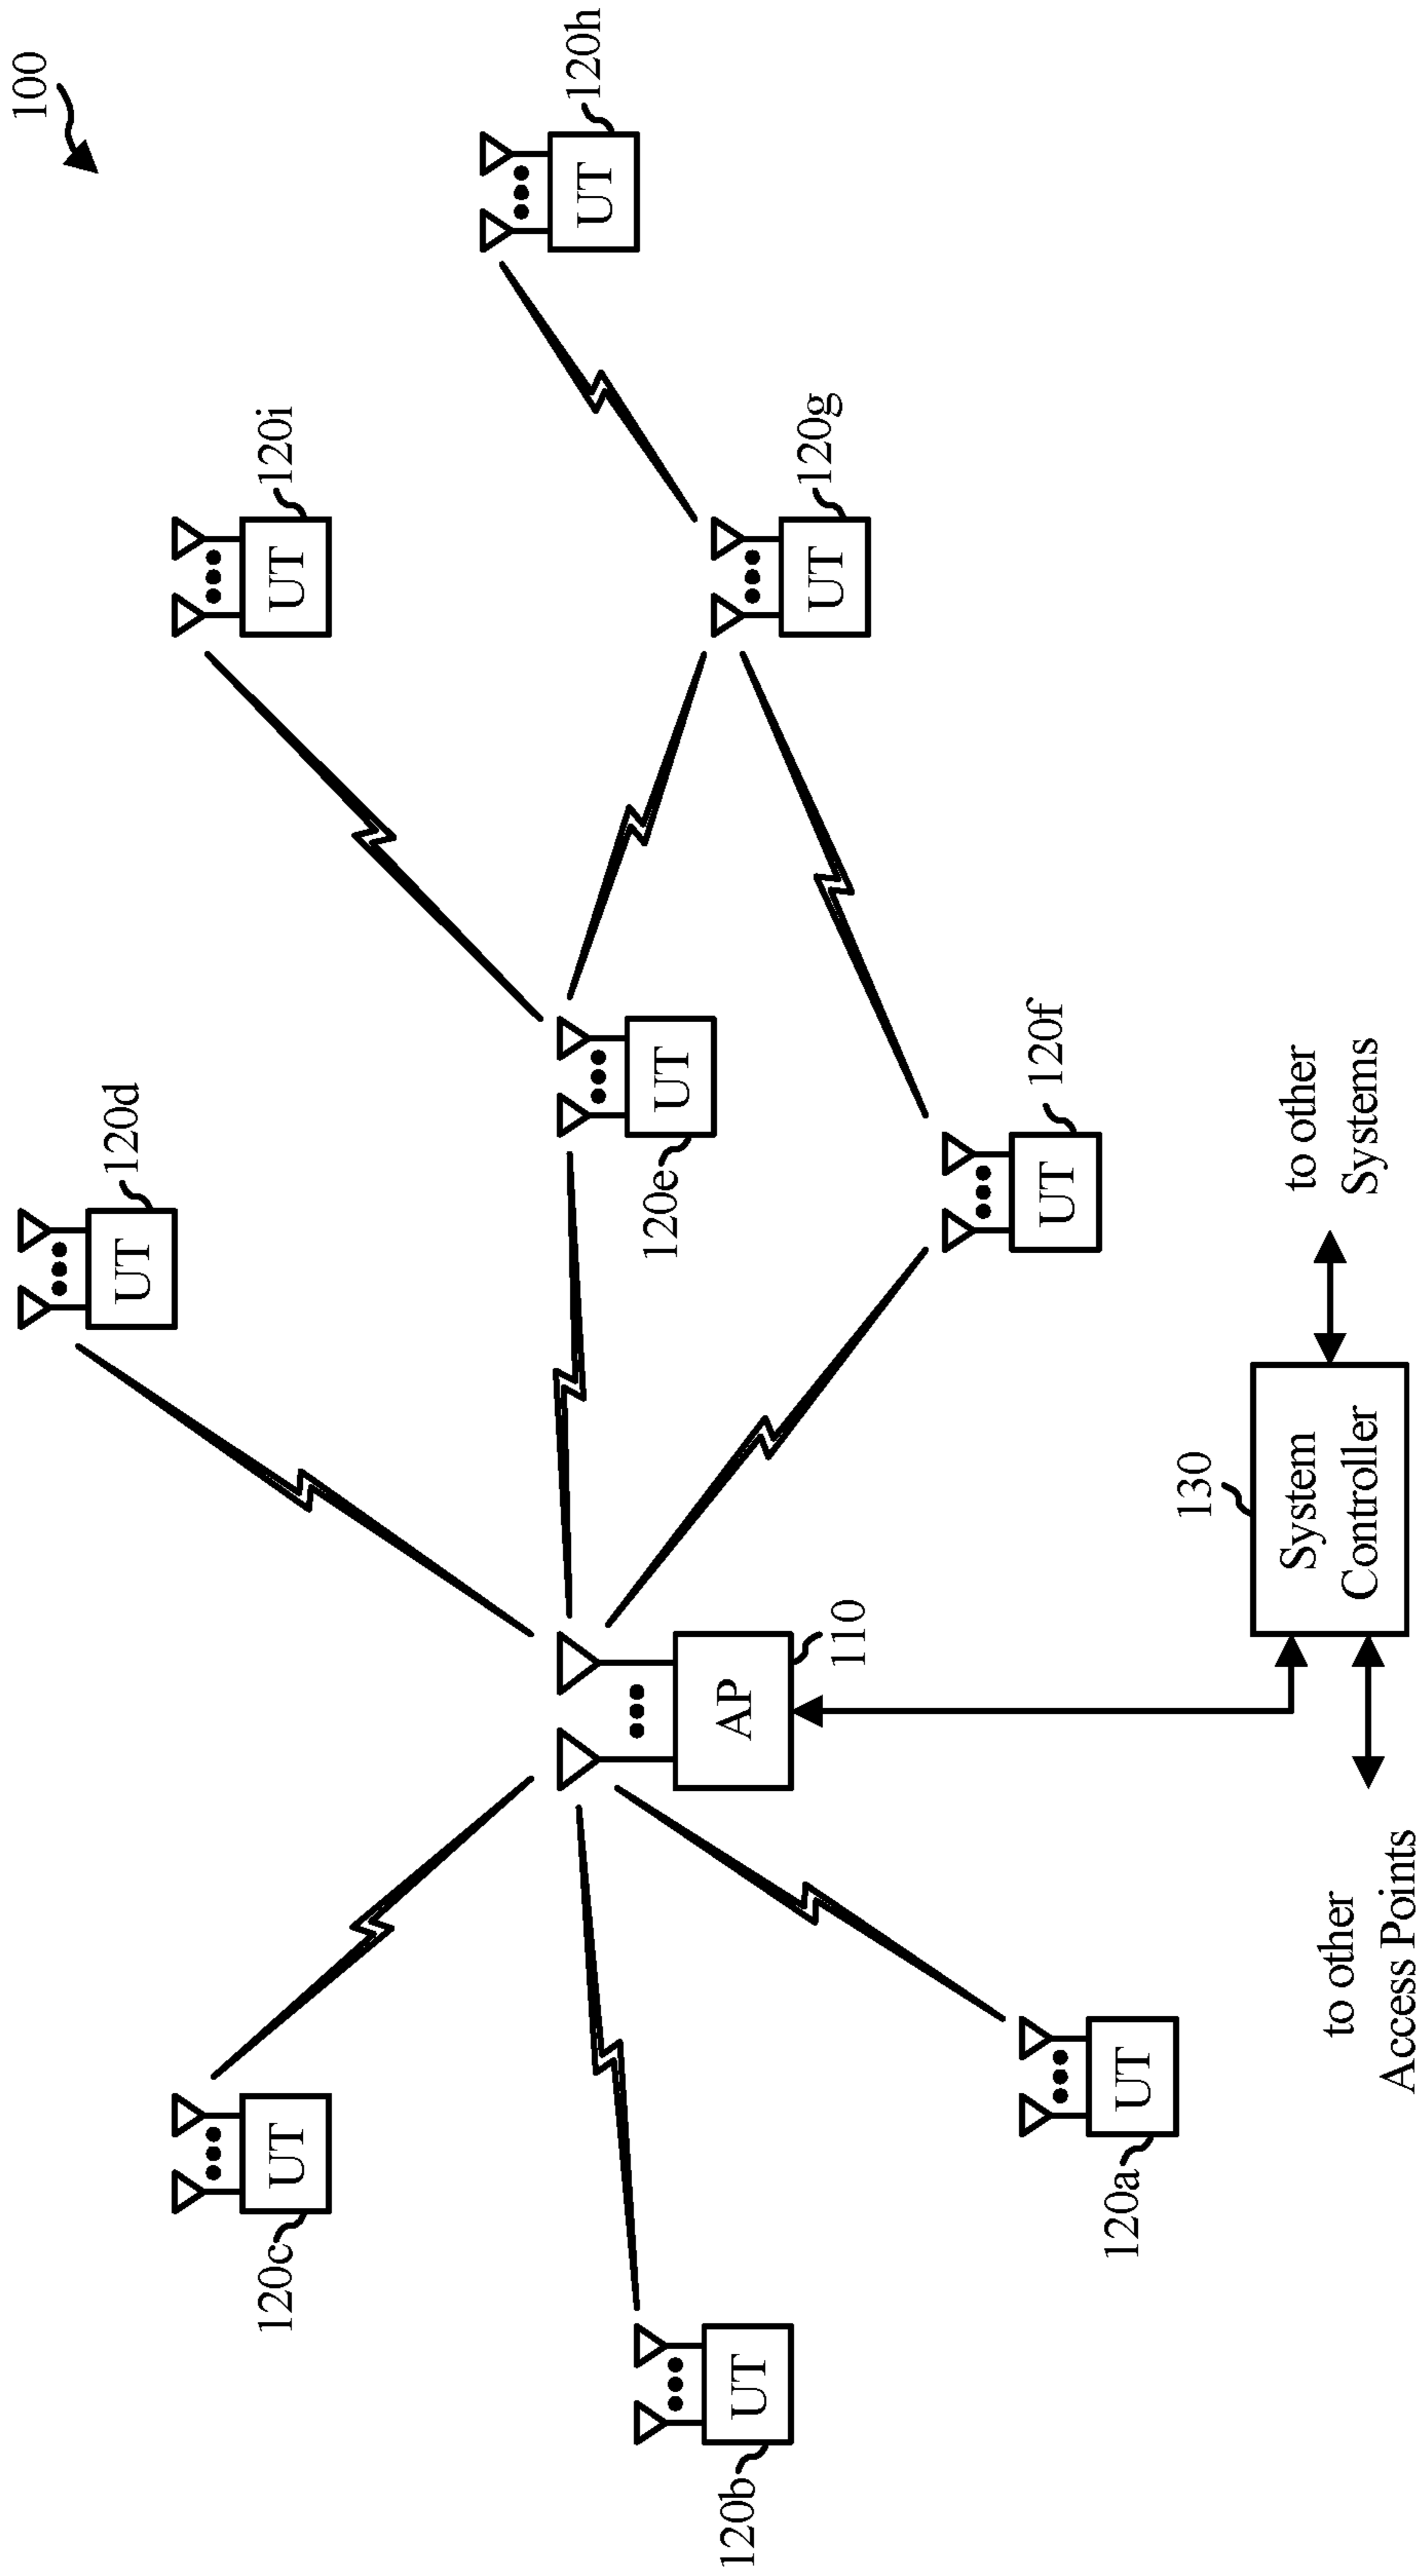 100
120d
UT
120i
UT
120h
UT
120c
UT
120e
UT
120g
UT
120b
UT
AP
110
120f
UT
120a
UT
130
System
Controller
to other
Systems
to other
Access Points